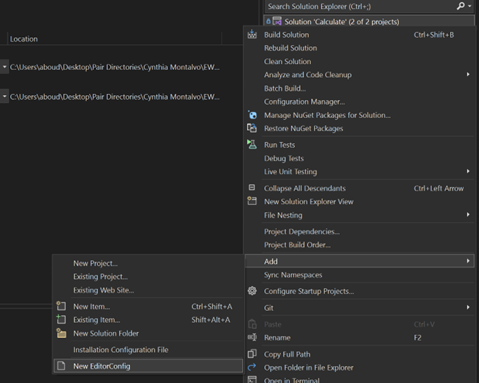 Search Solution Explorer (Ctrl+;)
Solution 'Calculate' (2 of 2 projects)
Location
C:\Users\aboud\Desktop\Pair Directories\Cynthia Montalvo\EW...
C:\Users\aboud\Desktop\Pair Directories\Cynthia Montalvo\EW...
Build Solution Ctrl+Shift+B
Rebuild Solution
Clean Solution
Analyze and Code Cleanup
Batch Build...
Configuration Manager...
Manage NuGet Packages for Solution...
Restore NuGet Packages
Run Tests
Debug Tests
Live Unit Testing
Collapse All Descendants Ctrl+Left Arrow
New Solution Explorer View
File Nesting
Project Dependencies...
Project Build Order...
Add
Sync Namespaces
Configure Startup Projects...
Git
Paste Ctrl+V
Rename F2
Copy Full Path
Open Folder in File Explorer
Open in Terminal
New Project...
Existing Project...
Existing Web Site...
New Item... Ctrl+Shift+A
Existing Item... Shift+Alt+A
New Solution Folder
Installation Configuration File
New EditorConfig